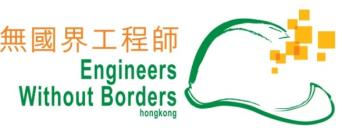 無國界工程師
Engineers
Without Borders
hongkong